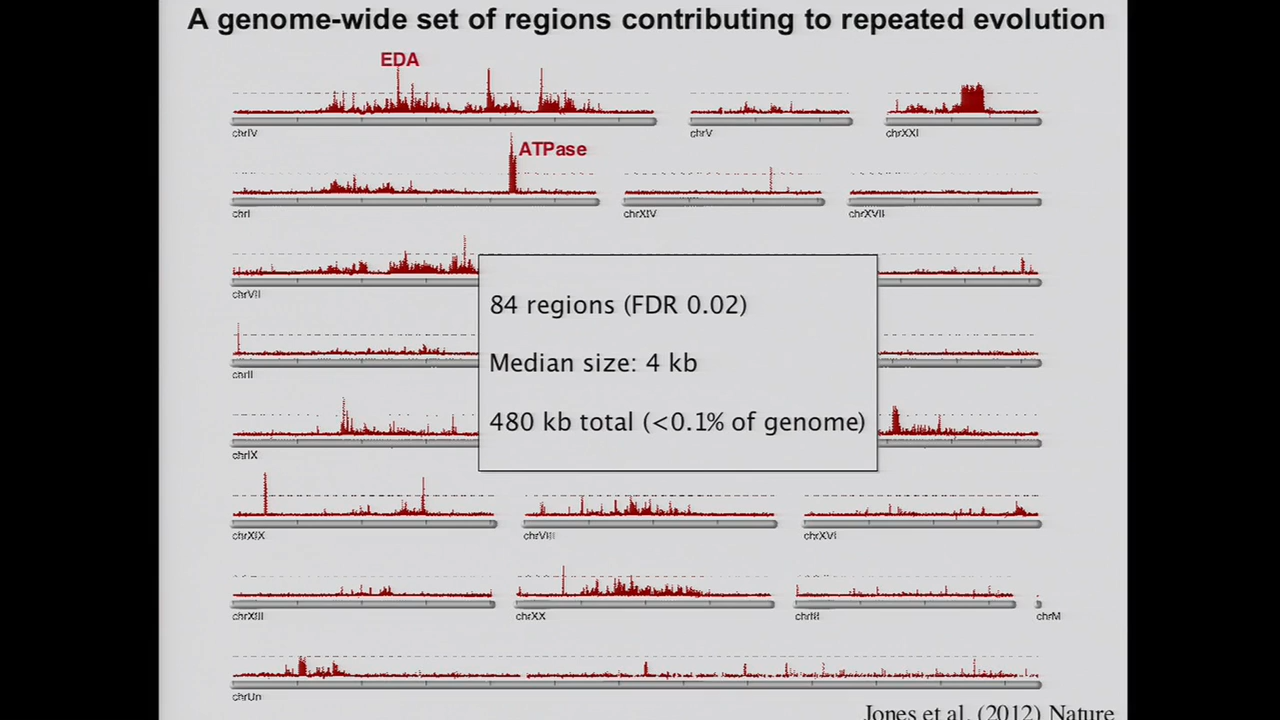 A genome-wide set of regions contributing to repeated evolution
EDA
chrIV
chrV
chrXXI
ATPase
chrI
chrXIV
chrXVII
chrVII
84 regions (FDR 0.02)
chrII
Median size: 4 kb
480 kb total (<0.1% of genome)
chrIX
chrXIX
chrVIII
chrXVI
chrXIII
chrXX
chrIII
chrM
chrUn
Jones et al. (2012) Nature